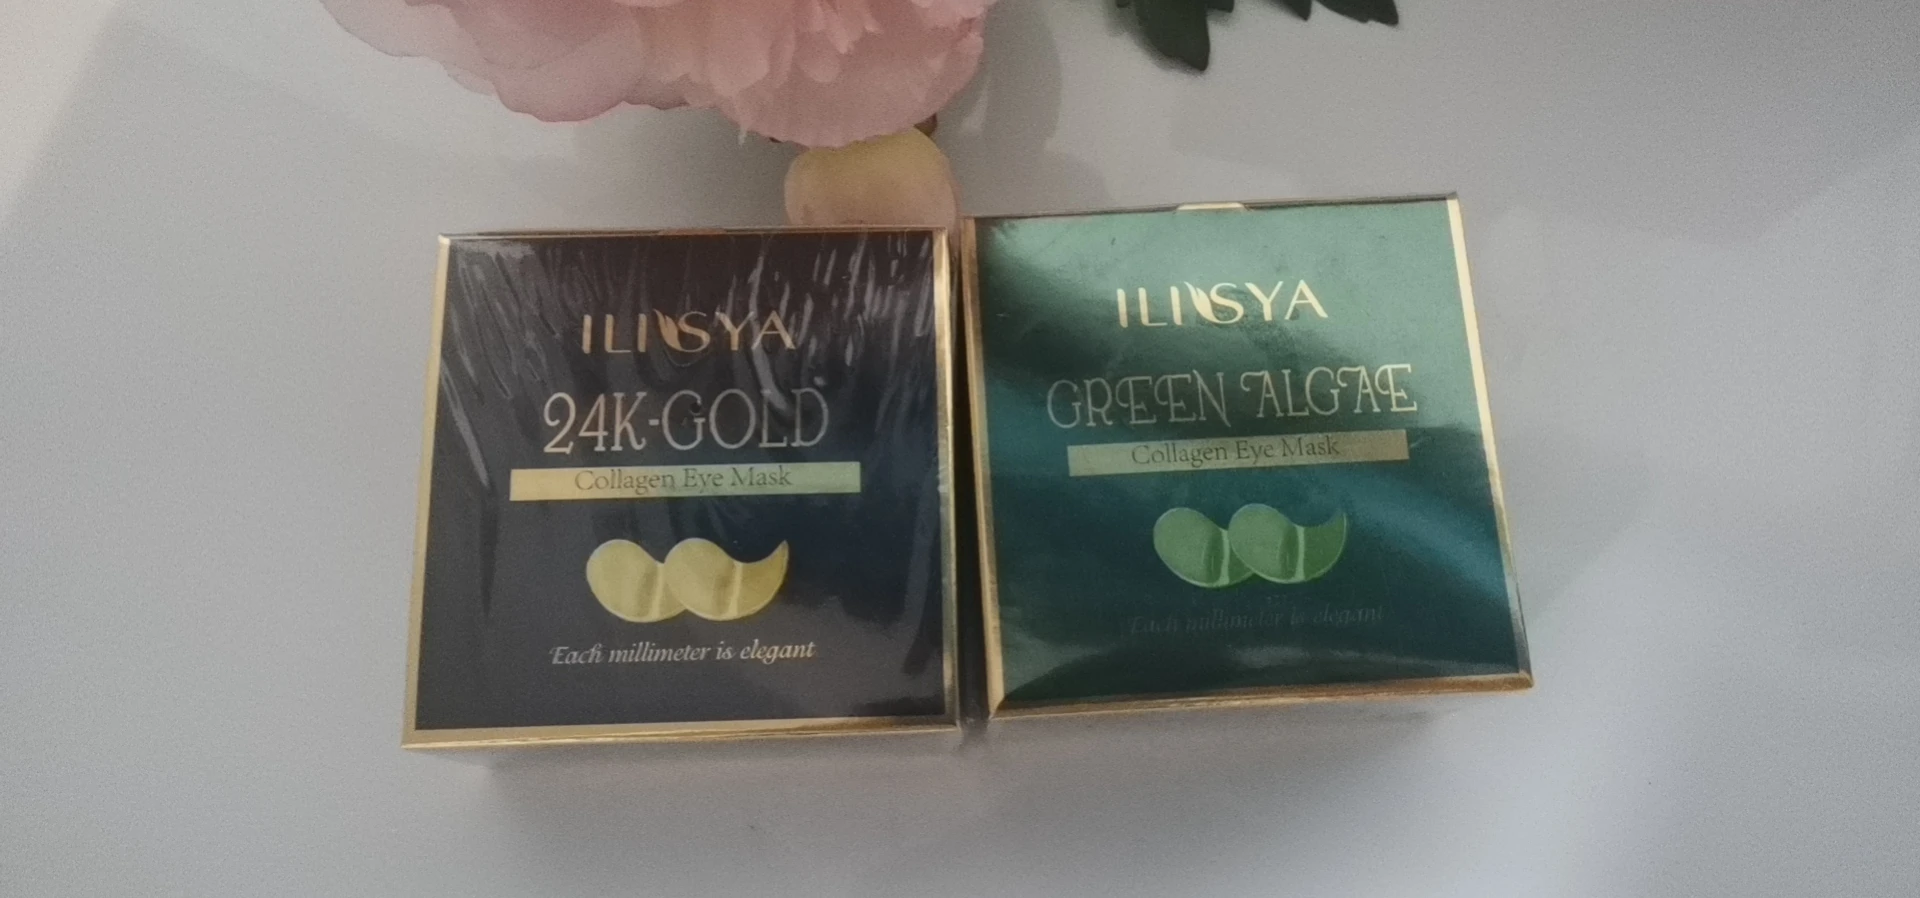 ILISYA
24K-GOLD
Collagen Eye Mask
Each millimeter is elegant
ILISYA
GREEN ALGAE
Collagen Eye Mask
Each millimeter is elegant